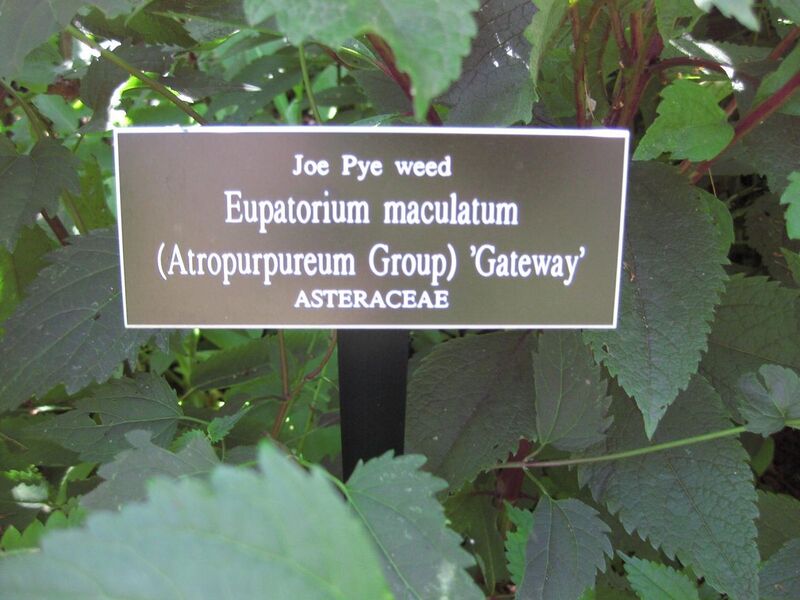 Joe Pye weed
Eupatorium maculatum
(Atropurpureum Group) 'Gateway'
ASTERACEAE